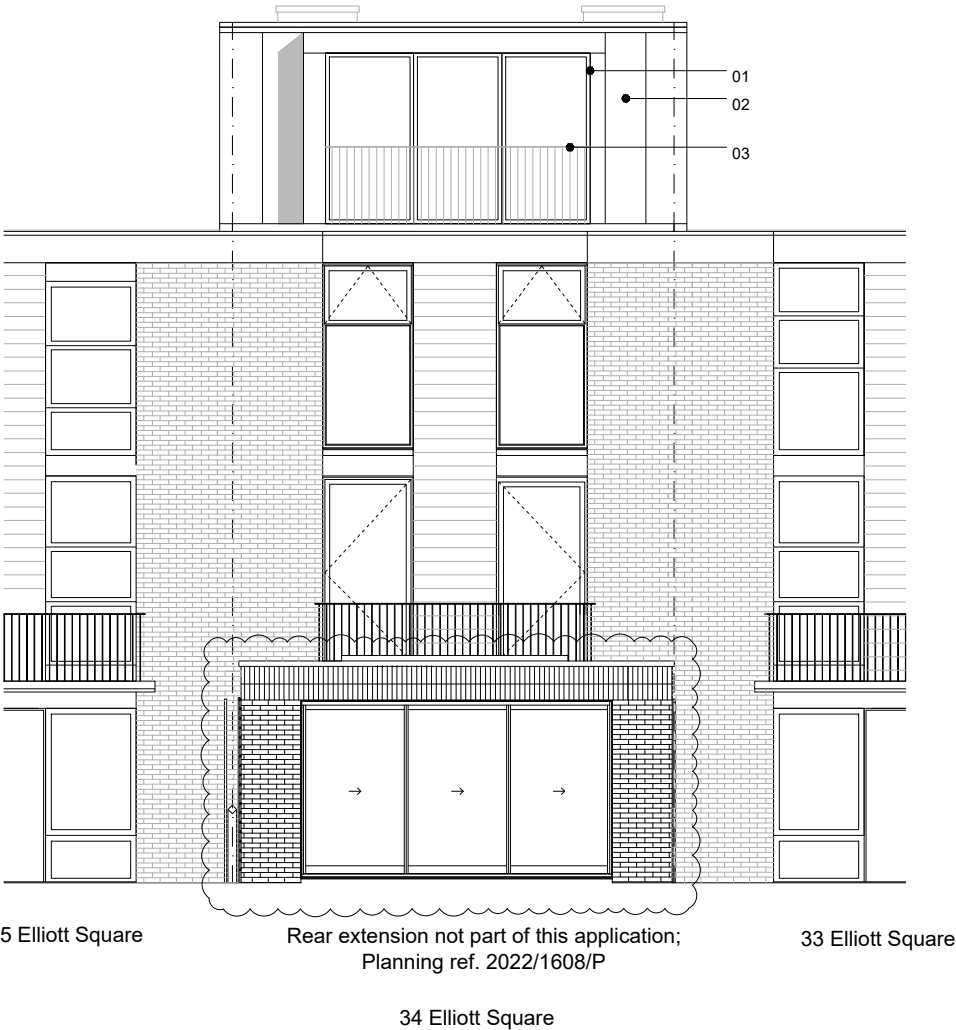 01
02
03
5 Elliott Square
Rear extension not part of this application;
Planning ref. 2022/1608/P
33 Elliott Square
34 Elliott Square